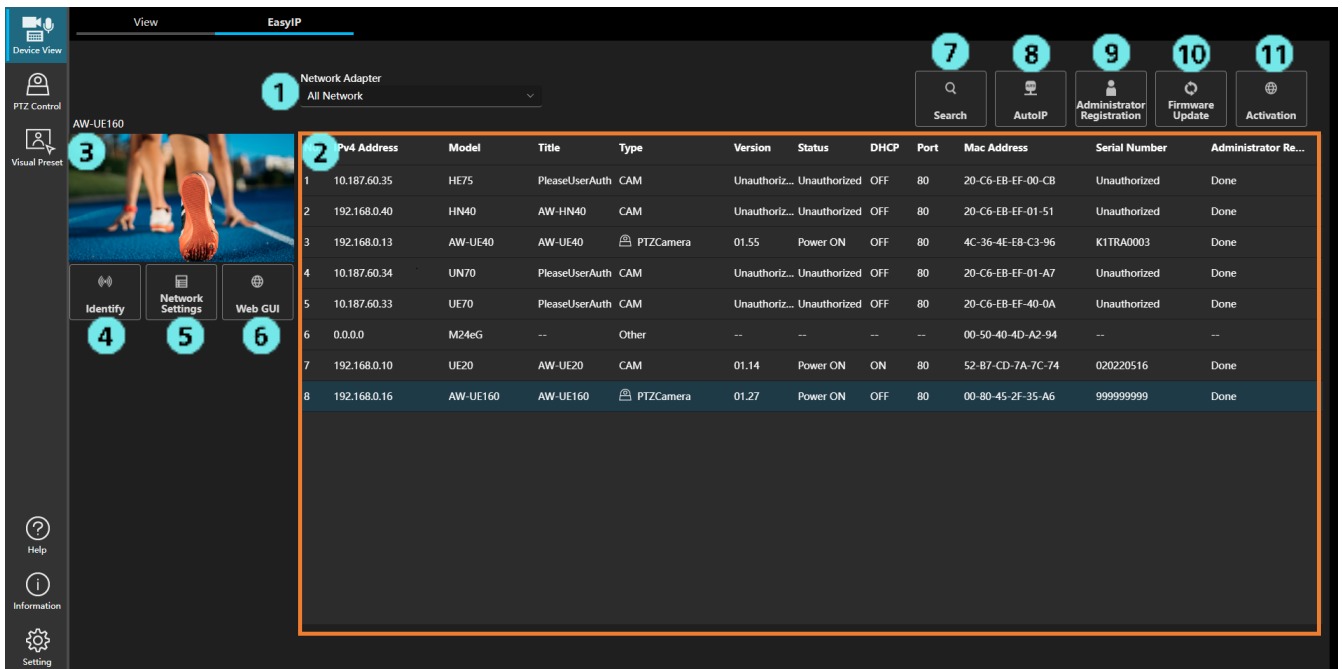 View EasyIP
Device View
PTZ Control
Visual Preset
Help
Information
Setting
1
Network Adapter
All Network
7 8 9 10 11
Search AutoIP Administrator Registration Firmware Update Activation
AW-UE160
3
Identify Network Settings Web GUI
4 5 6
2
IPv4 Address Model Title Type Version Status DHCP Port Mac Address Serial Number Administrator Re...
1 10.187.60.35 HE75 PleaseUserAuth CAM Unauthoriz... Unauthorized OFF 80 20-C6-EB-EF-00-CB Unauthorized Done
2 192.168.0.40 HN40 AW-HN40 CAM Unauthoriz... Unauthorized OFF 80 20-C6-EB-EF-01-51 Unauthorized Done
3 192.168.0.13 AW-UE40 AW-UE40 PTZCamera 01.55 Power ON OFF 80 4C-36-4E-E8-C3-96 K1TRA0003 Done
4 10.187.60.34 UN70 PleaseUserAuth CAM Unauthoriz... Unauthorized OFF 80 20-C6-EB-EF-01-A7 Unauthorized Done
5 10.187.60.33 UE70 PleaseUserAuth CAM Unauthoriz... Unauthorized OFF 80 20-C6-EB-EF-40-0A Unauthorized Done
6 0.0.0.0 M24eG -- Other -- -- -- -- 00-50-40-4D-A2-94 -- --
7 192.168.0.10 UE20 AW-UE20 CAM 01.14 Power ON ON 80 52-B7-CD-7A-7C-74 020220516 Done
8 192.168.0.16 AW-UE160 AW-UE160 PTZCamera 01.27 Power ON OFF 80 00-80-45-2F-35-A6 999999999 Done